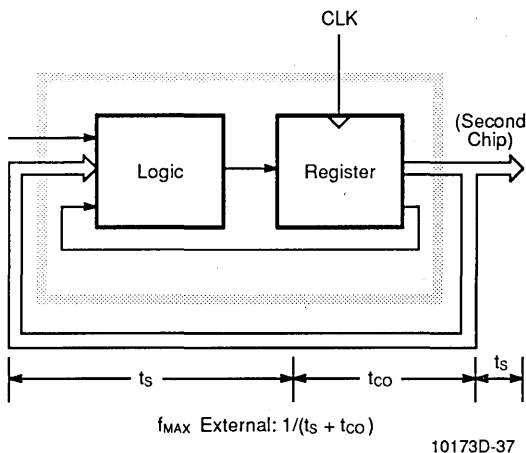 CLK
(Second
Chip)
Logic
Register
tS
tCO
tS
fMAX External: 1/(tS + tCO)
10173D-37